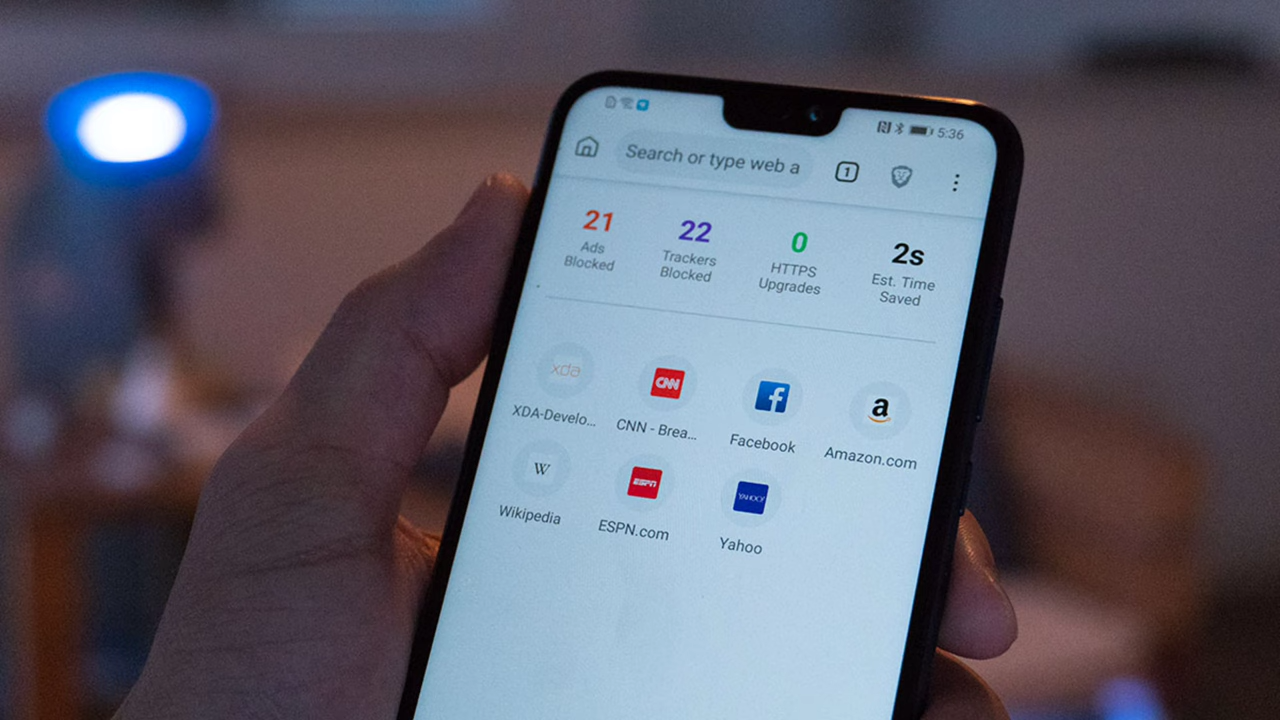 5:36
Search or type web a
1
21
Ads
Blocked
22
Trackers
Blocked
0
HTTPS
Upgrades
2s
Est. Time
Saved
xda
XDA-Develo...
CNN
CNN - Brea...
f
Facebook
a
Amazon.com
W
Wikipedia
ESPN
ESPN.com
YAHOO!
Yahoo